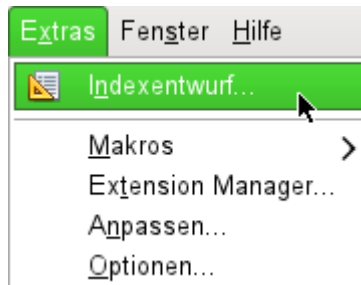 Extras Fenster Hilfe
Indexentwurf...
Makros
Extension Manager...
Anpassen...
Optionen...